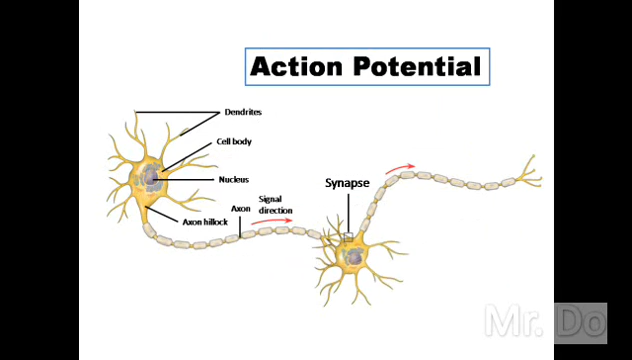 Action Potential
Dendrites
Cell body
Nucleus
Synapse
Signal
direction
Axon
Axon hillock
Mr. Do